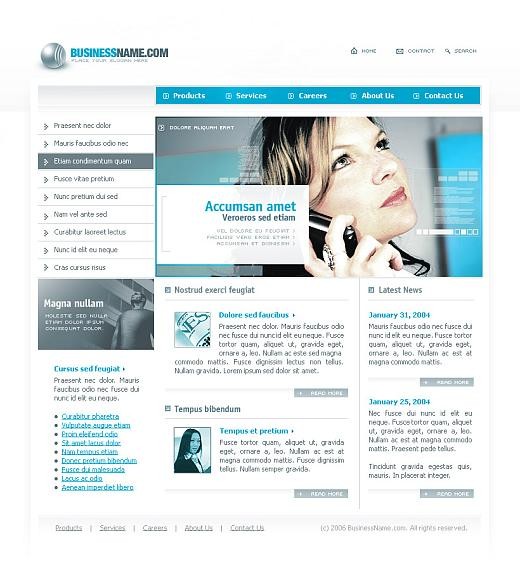 BUSINESSNAME.COM
PLACE YOUR SLOGAN HERE
HOME
CONTACT
SEARCH
Products
Services
Careers
About Us
Contact Us
Praesent nec dolor
Mauris faucibus odio nec
Etiam condimentum quam
Fusce vitae pretium
Nunc pretium dui sed
Nam vel ante sed
Curabitur laoreet lectus
Nunc id elit eu neque
Cras cursus risus
DOLORE ALIQUAM ERAT
Accumsan amet
Veroeros sed etiam
VEL DOLORE EU FEUGIAT
FACILISIS VERO EROS ETIAM
ACCUMSAN ET DIGNISSIM
Magna nullam
MOLESTIE SED NULLA
ETIAM DOLOR IPSUM
CONSEQUAT DOLOR.
Cursus sed feugait
Praesent nec dolor. Mauris
faucibus odio nec fusce dui
nunc id elit eu neque.
Curabitur pharetra
Vulputate augue etiam
Proin eleifend odio
Sit amet lacus dolor
Nam tempus etiam
Donec pretium bibendum
Fusce dui malesuada
Lacus ac odio
Aenean imperdiet libero
Nostrud exerci feugiat
Dolore sed faucibus
Praesent nec dolor. Mauris faucibus odio
nec fusce dui nuncid elit eu neque. Fusce
tortor quam, aliquet ut, gravida eget,
ornare a, leo. Nullam ac este sed magna
commodo mattis. Fusce dignissim lectus non tellus.
Nullam gravida. Lorem ipsum sed dolor sit amet.
READ MORE
Tempus bibendum
Tempus et pretium
Fusce tortor quam, aliquet ut, gravida
eget, ornare a, leo. Nullam ac est at
magna commodo mattis. Fusce dignissim
tellus. Nullam semper gravida.
READ MORE
Latest News
January 31, 2004
Mauris faucibus odio nec fusce dui
nunc id elit eu neque. Fusce tortor
quam, aliquet ut, gravida eget,
ornare a, leo. Nullam ac est at
magna commodo mattis.
READ MORE
January 25, 2004
Nec fusce dui nunc id elit eu
neque. Fusce tortor quam, aliquet
ut, gravida eget, ornare a, leo.
Nullam ac est at magna commodo
mattis. Praesent pede tellus.
Tincidunt gravida egestas quis,
mauris. In placerat integer.
READ MORE
Products | Services | Careers | About Us | Contact Us
(c) 2006 BusinessName.com. All rights reserved.